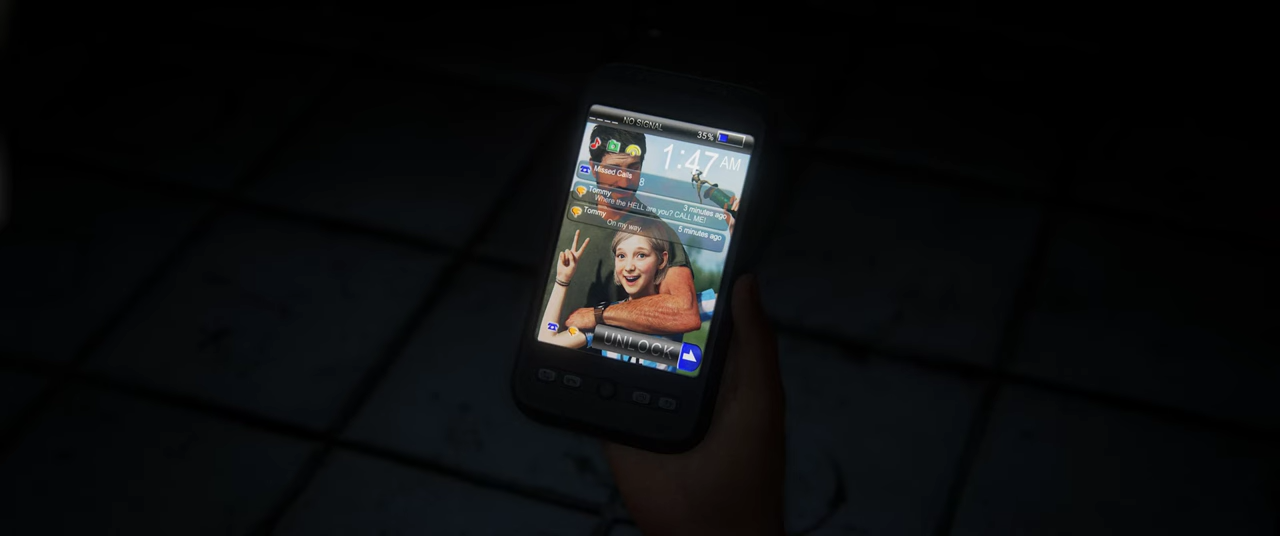 NO SIGNAL 35%
1:47 AM
Missed Calls
8
Tommy 3 minutes ago
Where the HELL are you? CALL ME!
Tommy 5 minutes ago
On my way
UNLOCK